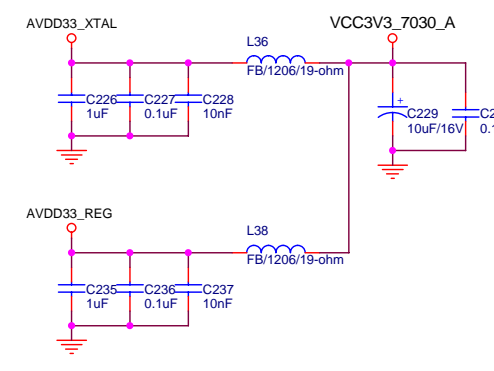 AVDD33_XTAL
VCC3V3_7030_A
L36
FB/1206/19-ohm
C226
1uF
C227
0.1uF
C228
10nF
+
C229
10uF/16V
AVDD33_REG
L38
FB/1206/19-ohm
C235
1uF
C236
0.1uF
C237
10nF